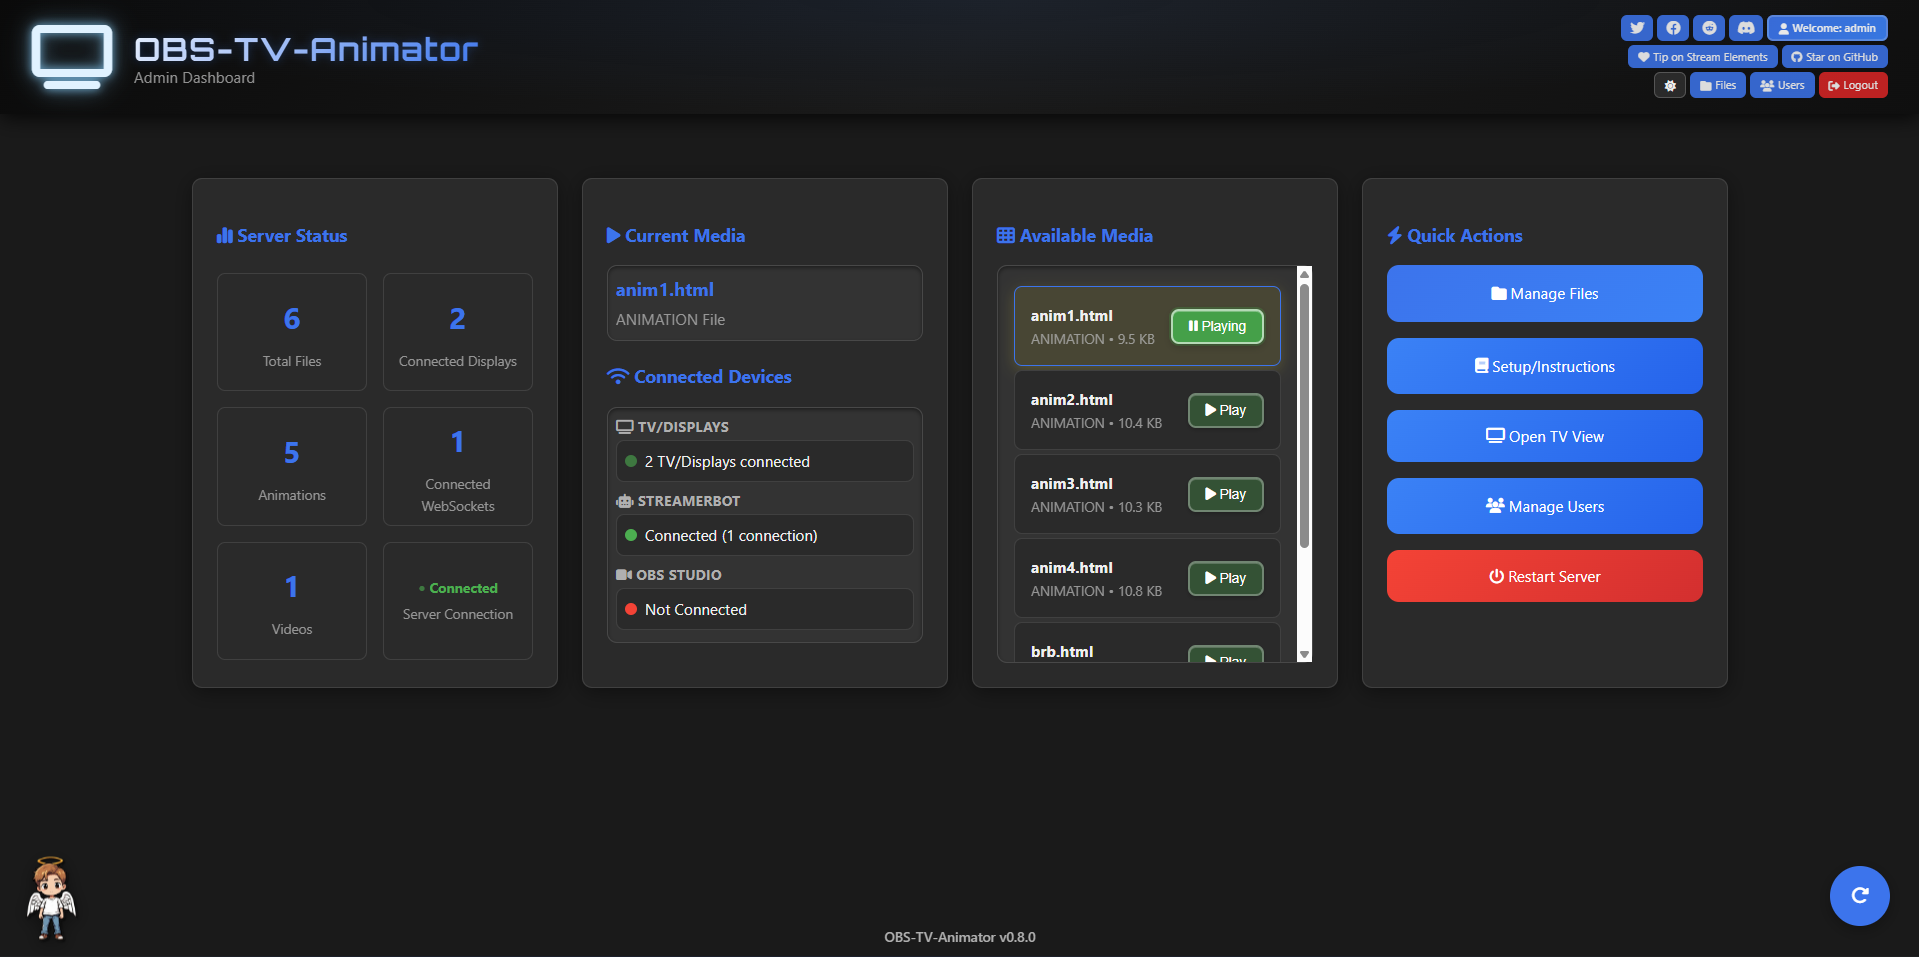 OBS-TV-Animator
Admin Dashboard
Welcome: admin
Tip on Stream Elements
Star on GitHub
Files
Users
Logout
Server Status
6
Total Files
2
Connected Displays
5
Animations
1
Connected
WebSockets
1
Videos
Connected
Server Connection
Current Media
anim1.html
ANIMATION File
Connected Devices
TV/DISPLAYS
2 TV/Displays connected
STREAMERBOT
Connected (1 connection)
OBS STUDIO
Not Connected
Available Media
anim1.html
ANIMATION • 9.5 KB
Playing
anim2.html
ANIMATION • 10.4 KB
Play
anim3.html
ANIMATION • 10.3 KB
Play
anim4.html
ANIMATION • 10.8 KB
Play
brb.html
Play
Quick Actions
Manage Files
Setup/Instructions
Open TV View
Manage Users
Restart Server
OBS-TV-Animator v0.8.0